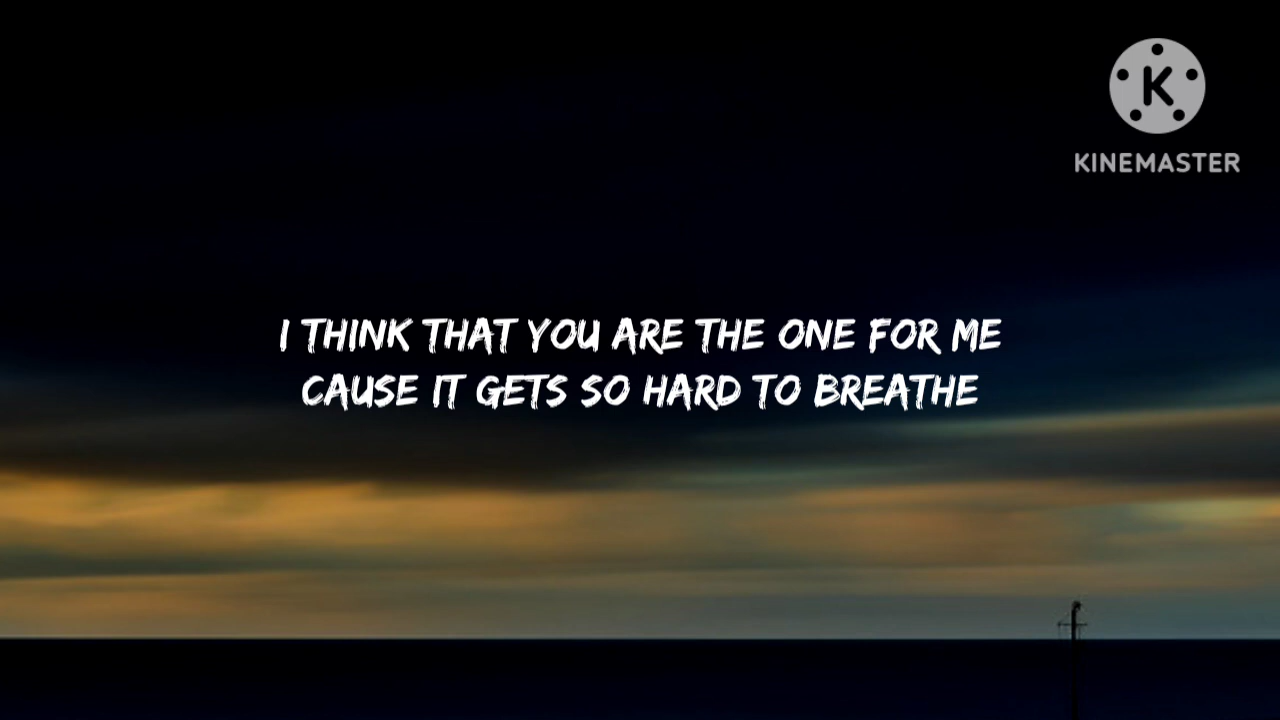 K
KINEMASTER
I THINK THAT YOU ARE THE ONE FOR ME
CAUSE IT GETS SO HARD TO BREATHE